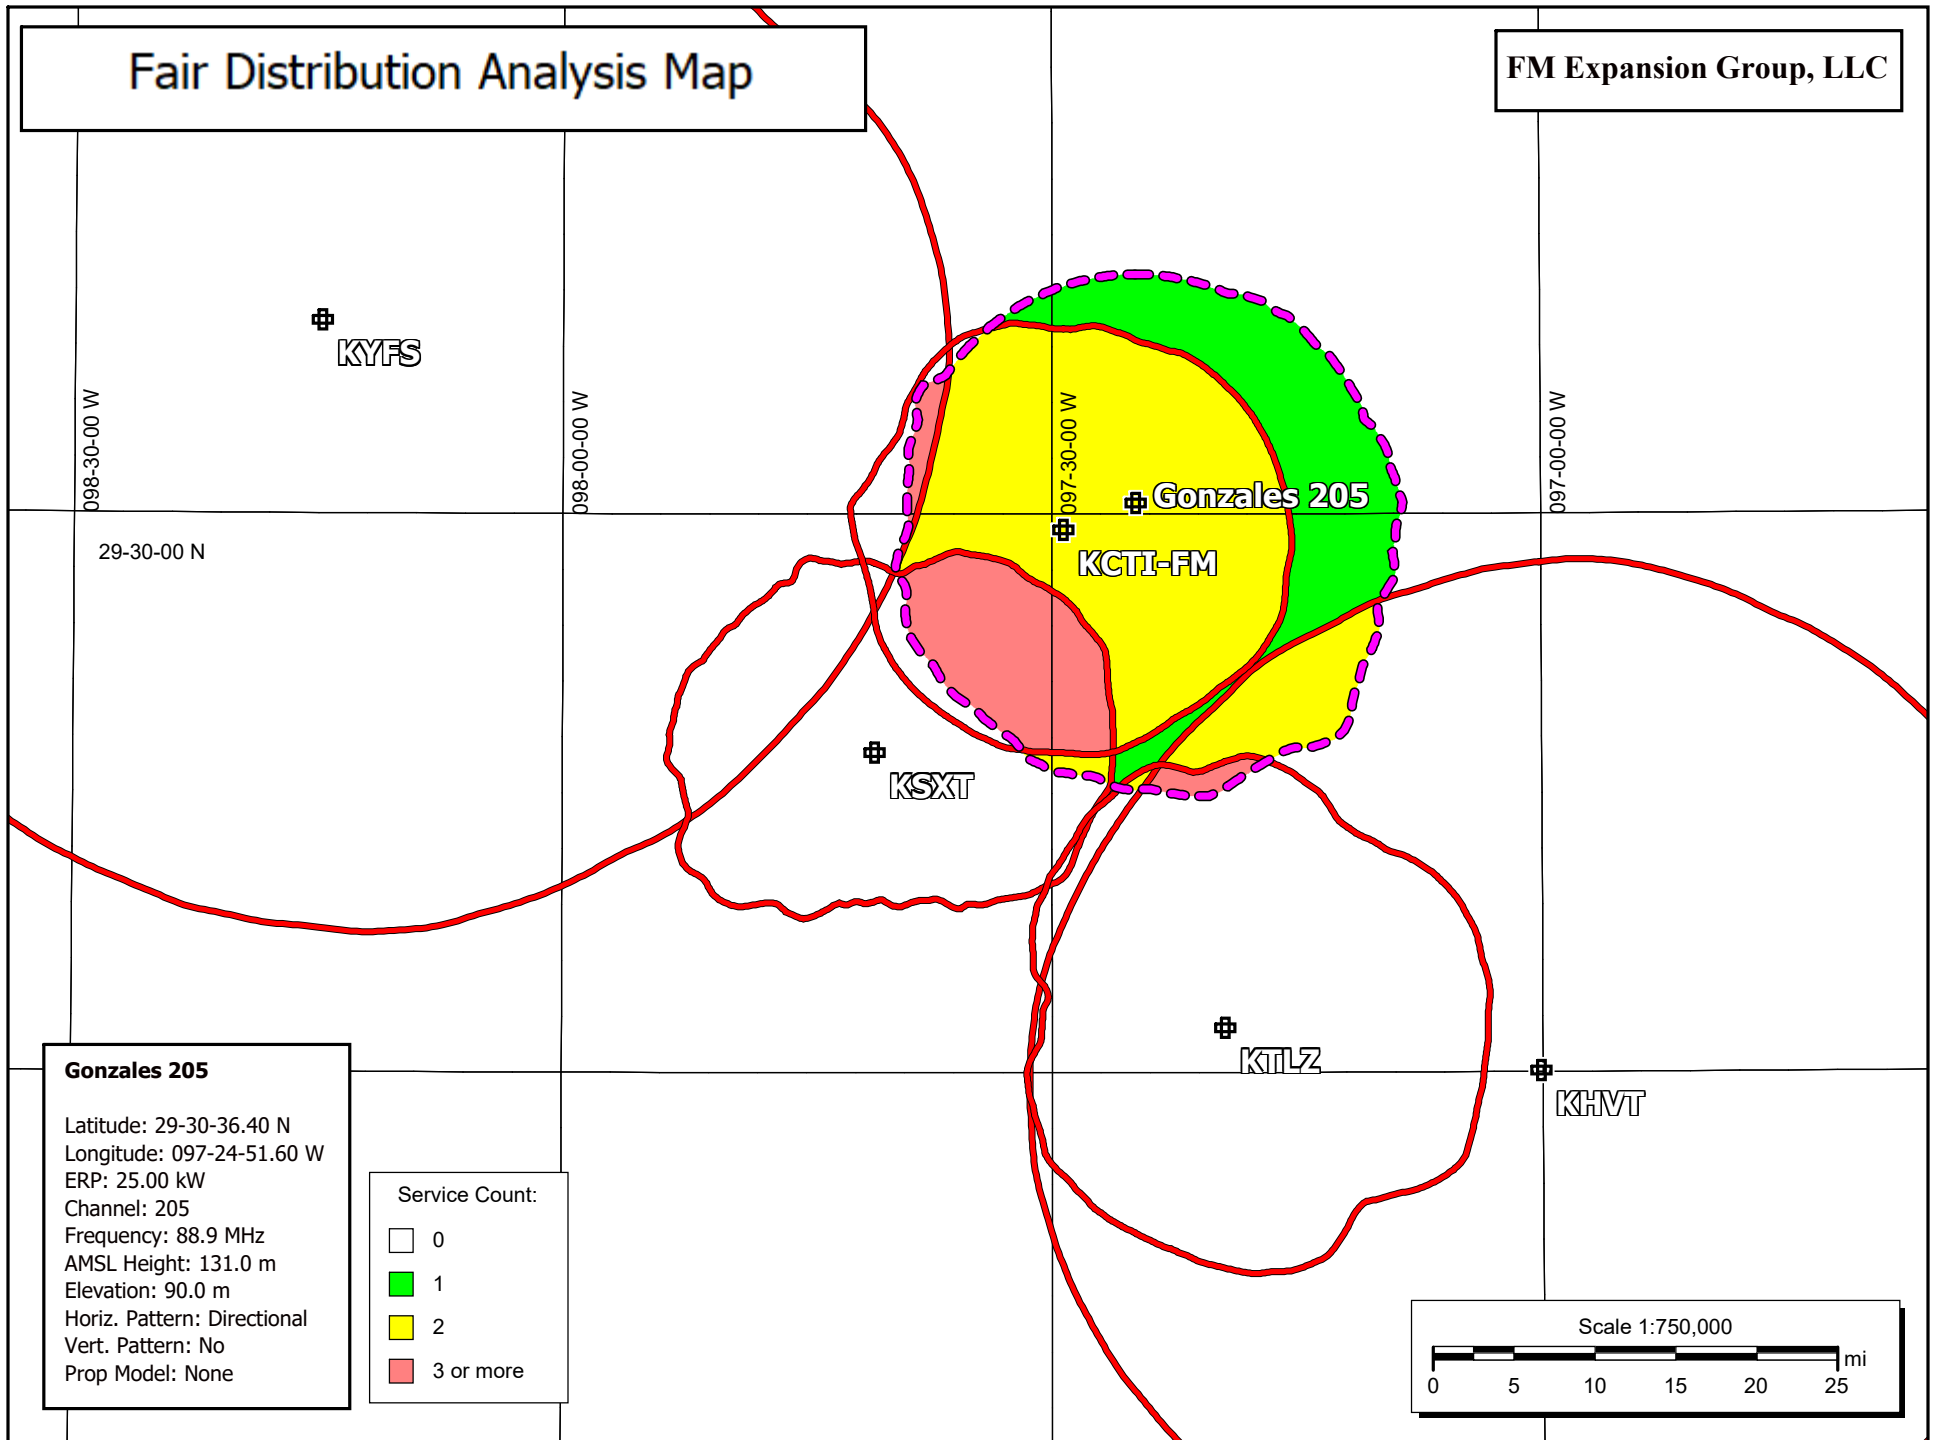 Fair Distribution Analysis Map
FM Expansion Group, LLC
KYFS
098-30-00 W
098-00-00 W
097-30-00 W
097-00-00 W
Gonzales 205
KCTI-FM
29-30-00 N
KSXT
KTLZ
KHVT
Gonzales 205
Latitude: 29-30-36.40 N
Longitude: 097-24-51.60 W
ERP: 25.00 kW
Channel: 205
Frequency: 88.9 MHz
AMSL Height: 131.0 m
Elevation: 90.0 m
Horiz. Pattern: Directional
Vert. Pattern: No
Prop Model: None
Service Count:
0
1
2
3 or more
Scale 1:750,000
mi
0 5 10 15 20 25